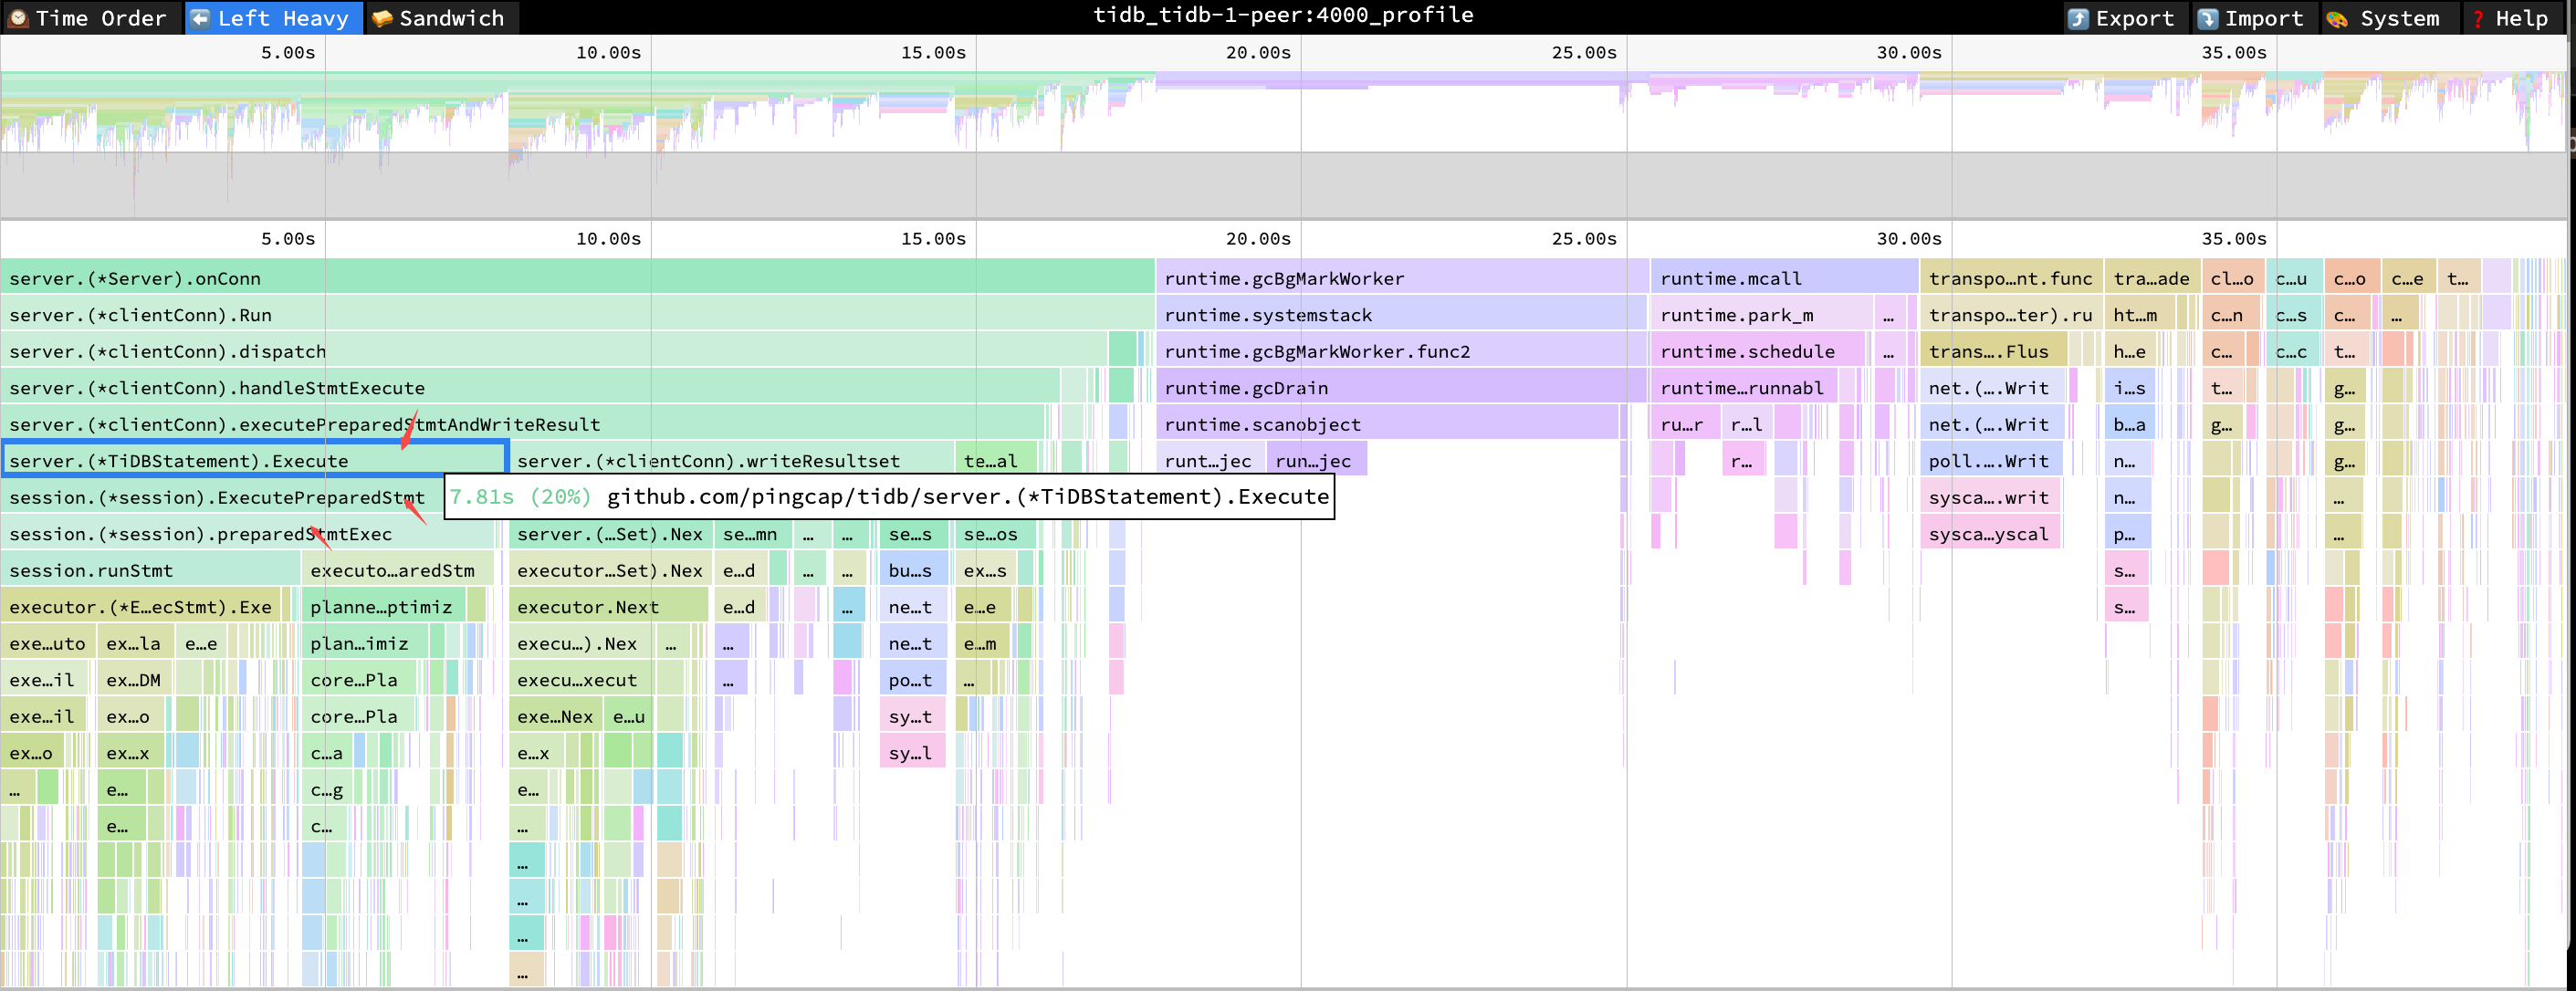 Time Order Left Heavy Sandwich tidb_tidb-1-peer:4000_profile Export Import System Help
5.00s 10.00s 15.00s 20.00s 25.00s 30.00s 35.00s
5.00s 10.00s 15.00s 20.00s 25.00s 30.00s 35.00s
server.(*Server).onConn runtime.gcBgMarkWorker runtime.mcall transpo…nt.func tra…ade cl…o c…u c…o c…e t…
server.(*clientConn).Run runtime.systemstack runtime.park_m … transpo…ter).ru ht…m c…n c…s c… …
server.(*clientConn).dispatch runtime.gcBgMarkWorker.func2 runtime.schedule … trans….Flus h…e c… c…c t…
server.(*clientConn).handleStmtExecute runtime.gcDrain runtime…runnabl net.(….Writ i…s t… g…
server.(*clientConn).executePreparedStmtAndWriteResult runtime.scanobject ru…r r…l net.(….Writ b…a g… g…
server.(*TiDBStatement).Execute server.(*clientConn).writeResultset te…al runt…jec run…jec r… poll.….Writ n… g…
session.(*session).ExecutePreparedStmt 7.81s (20%) github.com/pingcap/tidb/server.(*TiDBStatement).Execute sysca….writ n… …
session.(*session).preparedStmtExec server.(…Set).Nex se…mn … … se…s se…os sysca…yscal p… …
session.runStmt executo…aredStm executor…Set).Nex e…d … … bu…s ex…s s…
executor.(*E…ecStmt).Exe planne…ptimiz executor.Next e…d … ne…t e…e s…
exe…uto ex…la e…e plan…imiz execu…).Nex … … ne…t e…m
exe…il ex…DM core…Pla execu…xecut … po…t …
exe…il ex…o core…Pla exe…Nex e…u sy…t
ex…o ex…x c…a e…x sy…l
… e… c…g e…
e… c… …
…
…
…
…